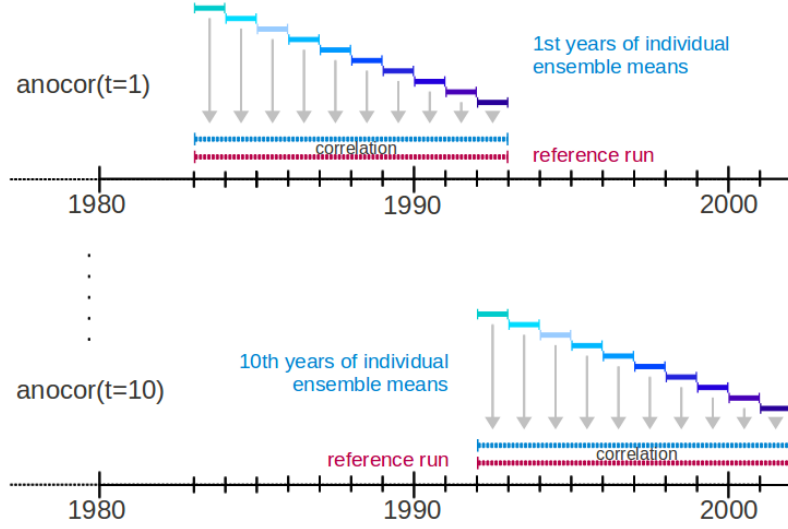 1st years of individual
ensemble means
anocor(t=1)
correlation
reference run
1980
1990
2000
10th years of individual
ensemble means
anocor(t=10)
correlation
reference run
1980
1990
2000